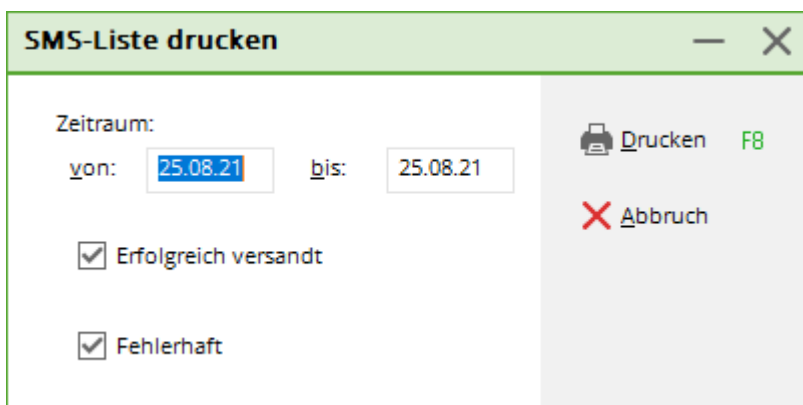 SMS-Liste drucken
Zeitraum:
von: 25.08.21 bis: 25.08.21
Erfolgreich versandt
Fehlerhaft
Drucken F8
Abbruch